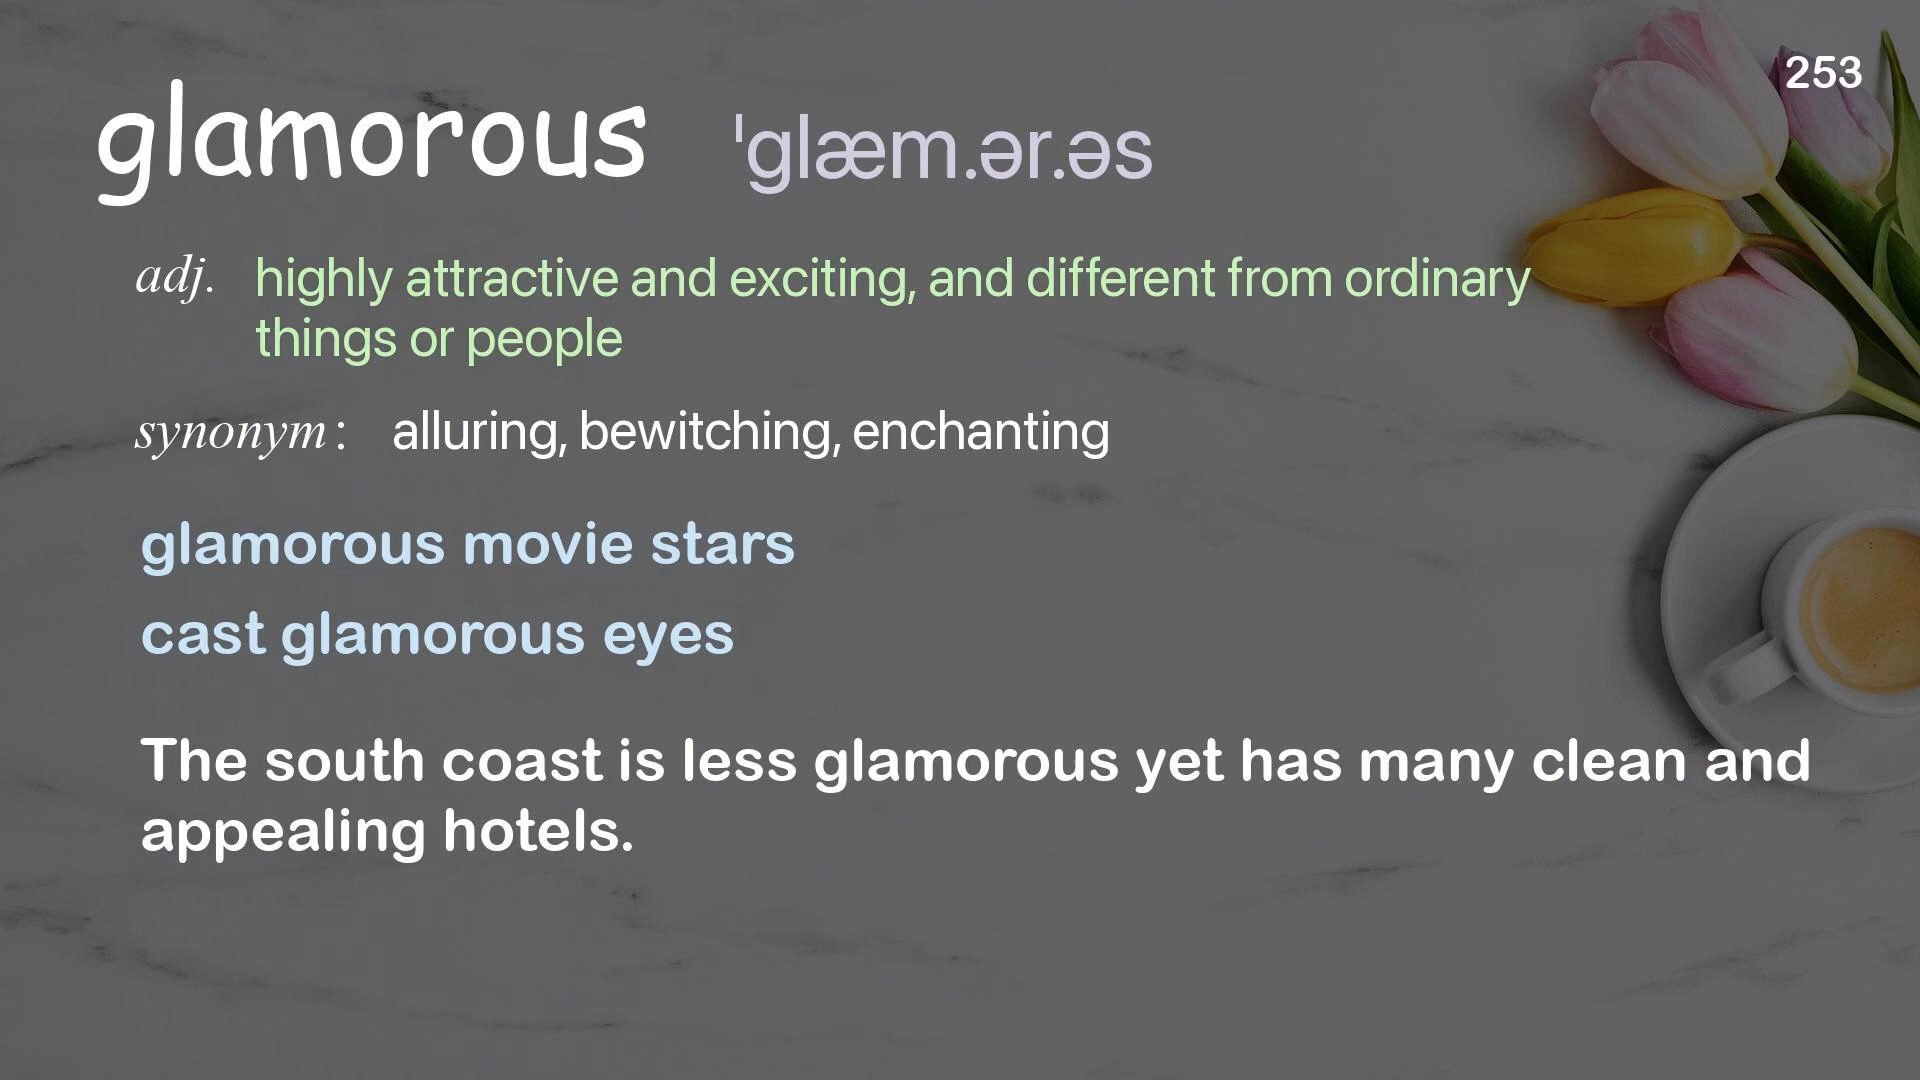 253
glamorous ˈglæm.ər.əs
adj. highly attractive and exciting, and different from ordinary
things or people
synonym: alluring, bewitching, enchanting
glamorous movie stars
cast glamorous eyes
The south coast is less glamorous yet has many clean and
appealing hotels.